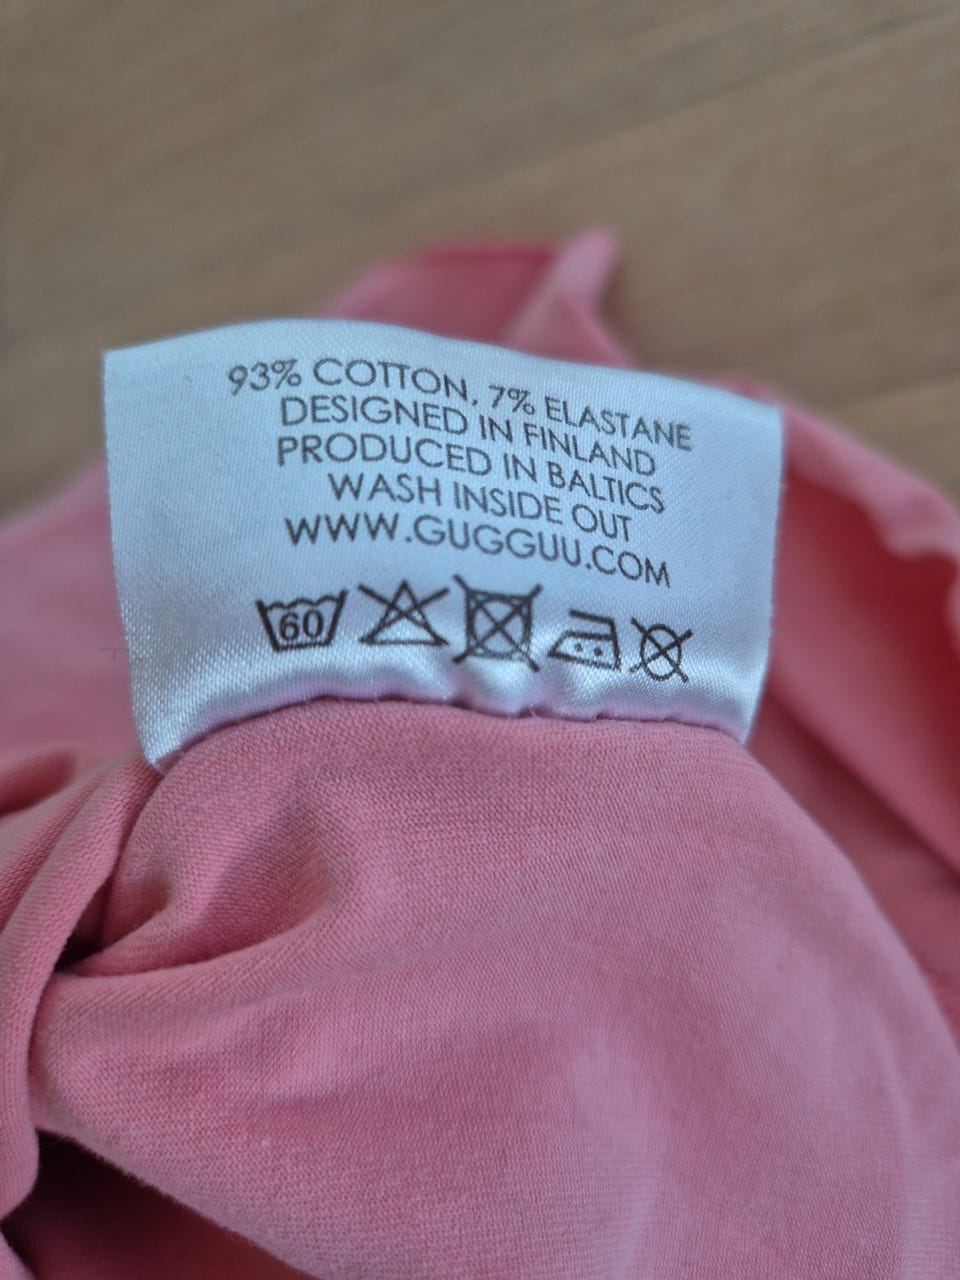 93% COTTON, 7% ELASTANE
DESIGNED IN FINLAND
PRODUCED IN BALTICS
WASH INSIDE OUT
WWW.GUGGUU.COM
60